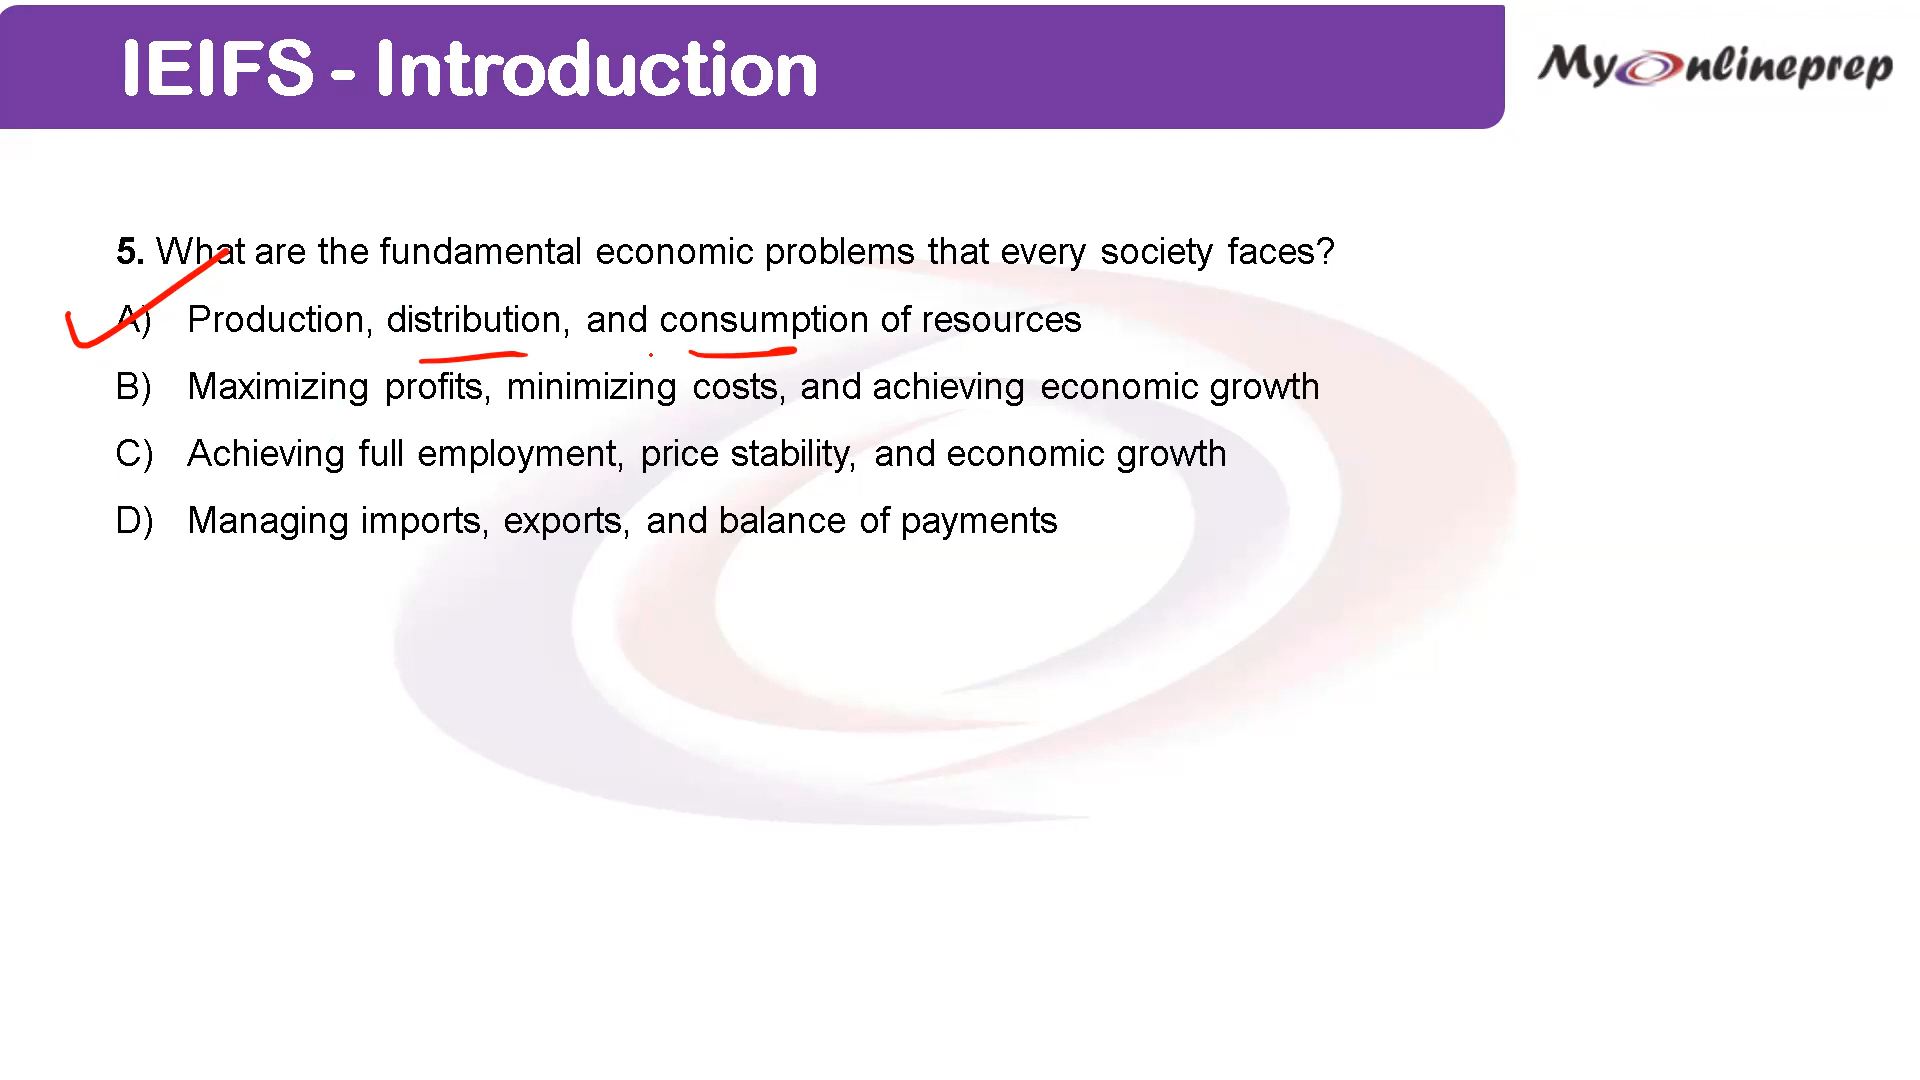 IEIFS - Introduction
MyOnlineprep
5. What are the fundamental economic problems that every society faces?
A) Production, distribution, and consumption of resources
B) Maximizing profits, minimizing costs, and achieving economic growth
C) Achieving full employment, price stability, and economic growth
D) Managing imports, exports, and balance of payments